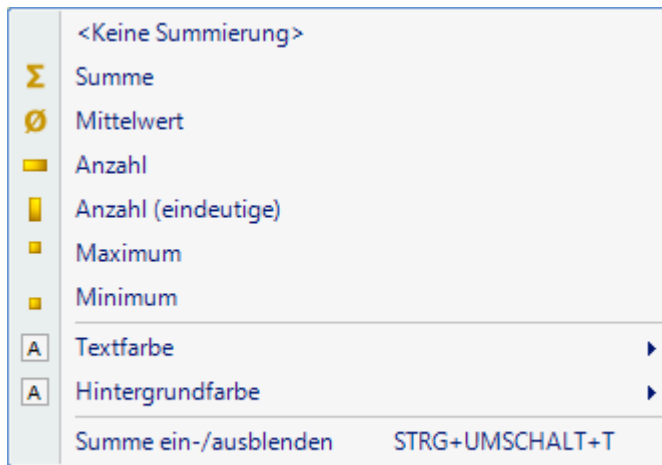 <Keine Summierung>
Σ Summe
Ø Mittelwert
Anzahl
Anzahl (eindeutige)
Maximum
Minimum
A Textfarbe
A Hintergrundfarbe
Summe ein-/ausblenden STRG+UMSCHALT+T